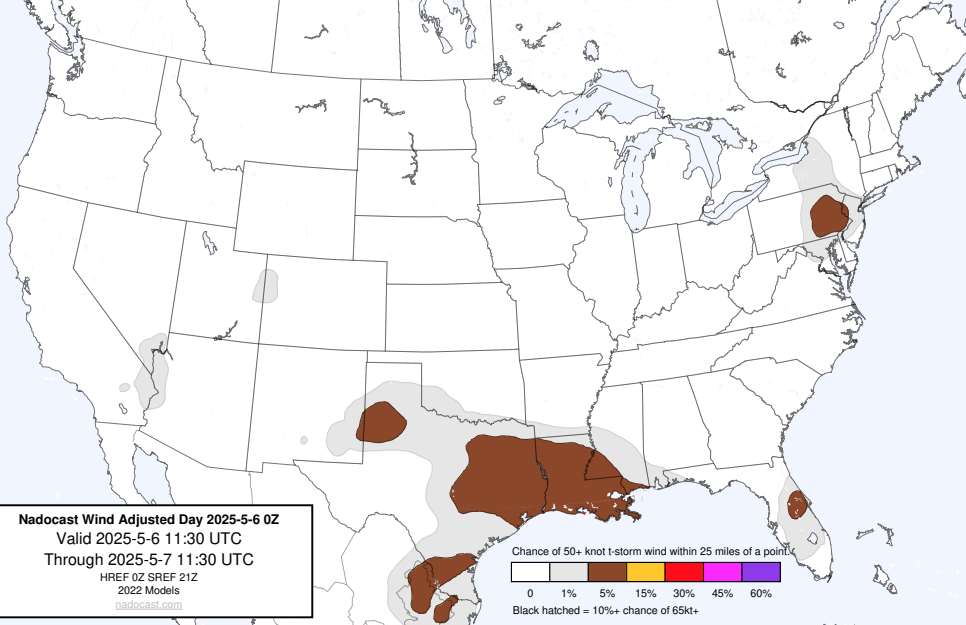 Nadocast Wind Adjusted Day 2025-5-6 0Z
Valid 2025-5-6 11:30 UTC
Through 2025-5-7 11:30 UTC
HREF 0Z SREF 21Z
2022 Models
nadocast.com
Chance of 50+ knot t-storm wind within 25 miles of a point.
0 1% 5% 15% 30% 45% 60%
Black hatched = 10%+ chance of 65kt+